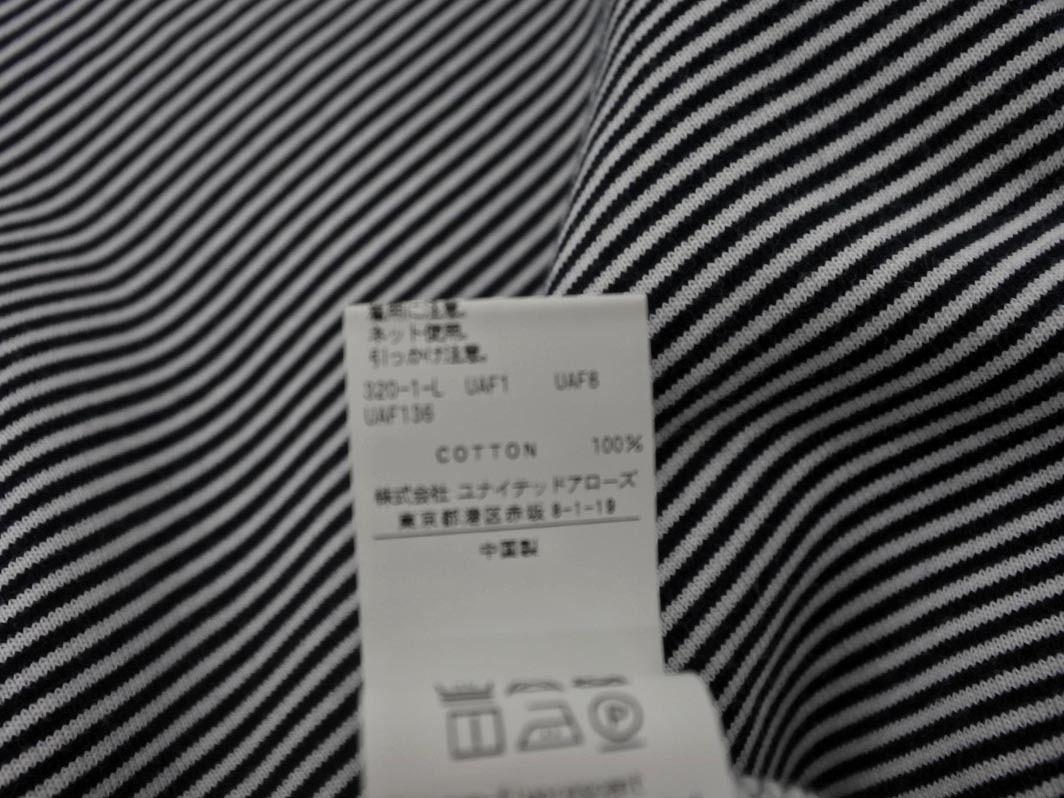 着用に注意。
ネット使用。
引っかけ注意。
320-1-L UAF1 UAF8
UAF136
COTTON 100%
株式会社 ユナイテッドアローズ
東京都港区赤坂 8-1-19
中国製